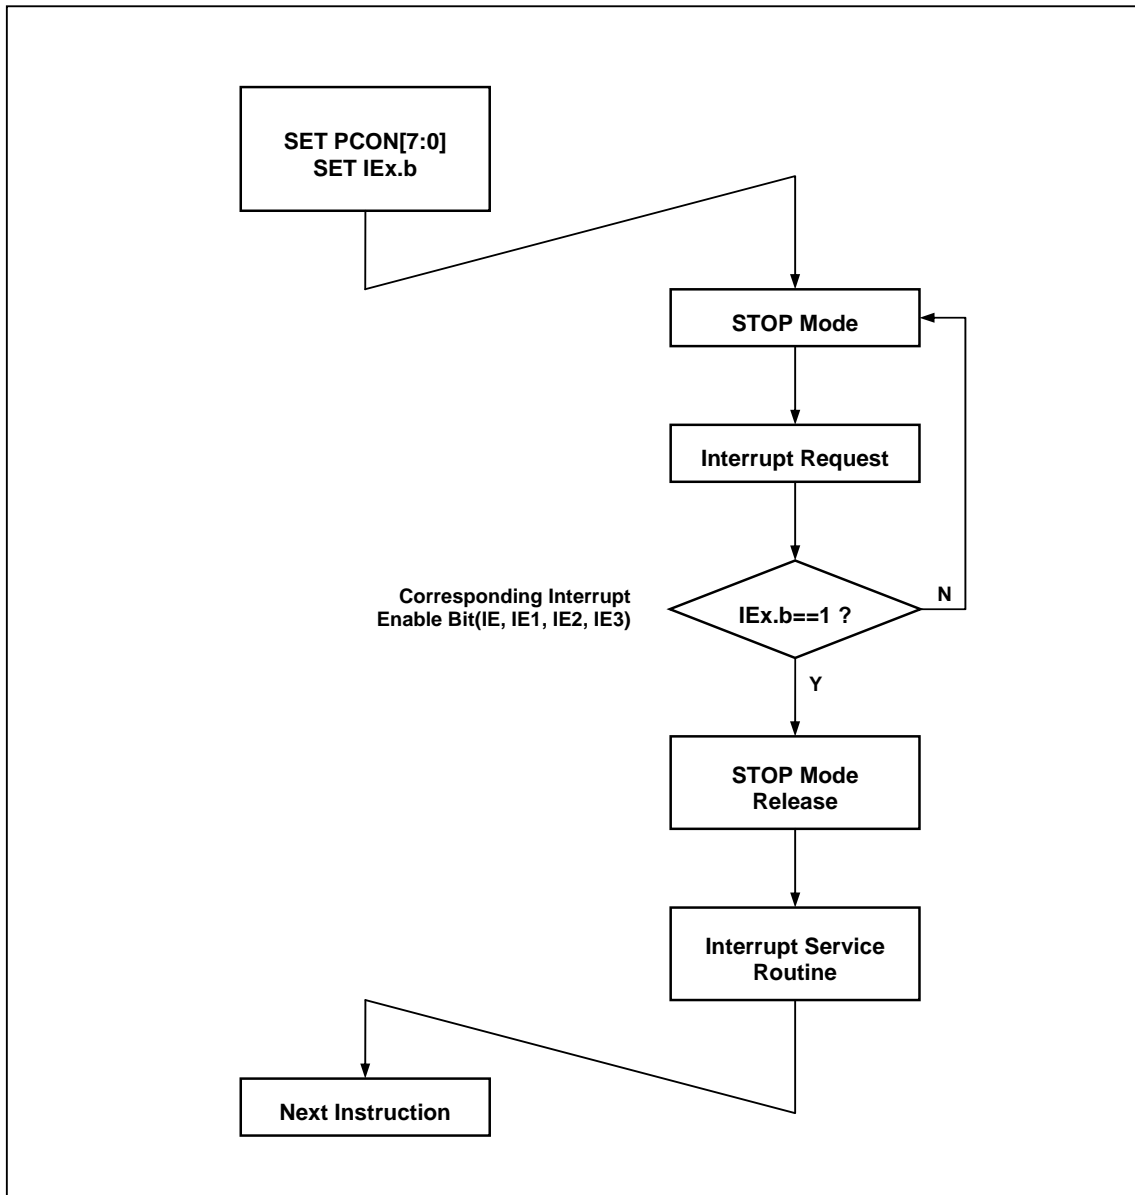 SET PCON[7:0]
SET IEx.b
STOP Mode
Interrupt Request
Corresponding Interrupt
Enable Bit(IE, IE1, IE2, IE3)
IEx.b==1 ?
N
Y
STOP Mode
Release
Interrupt Service
Routine
Next Instruction